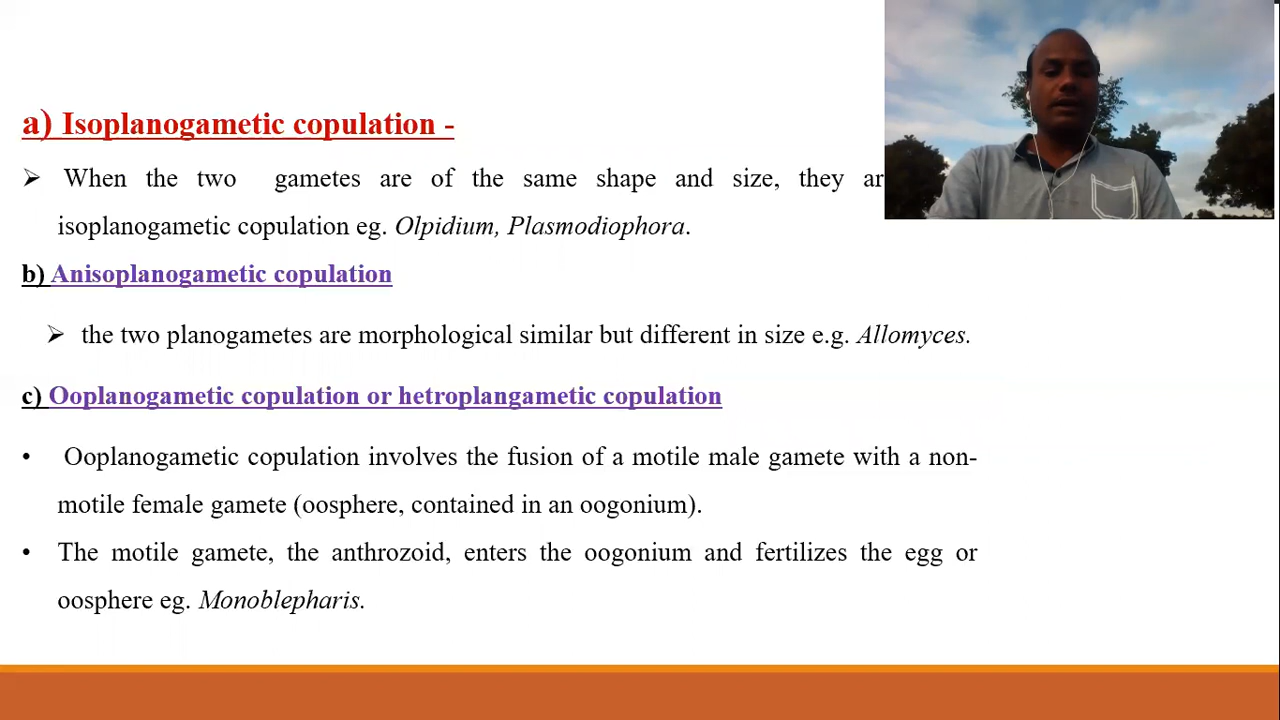 a) Isoplanogametic copulation -
➢ When the two gametes are of the same shape and size, they
isoplanogametic copulation eg. Olpidium, Plasmodiophora.
b) Anisoplanogametic copulation
➢ the two planogametes are morphological similar but different in size e.g. Allomyces.
c) Ooplanogametic copulation or hetroplangametic copulation
• Ooplanogametic copulation involves the fusion of a motile male gamete with a non-
motile female gamete (oosphere, contained in an oogonium).
• The motile gamete, the anthrozoid, enters the oogonium and fertilizes the egg or
oosphere eg. Monoblepharis.